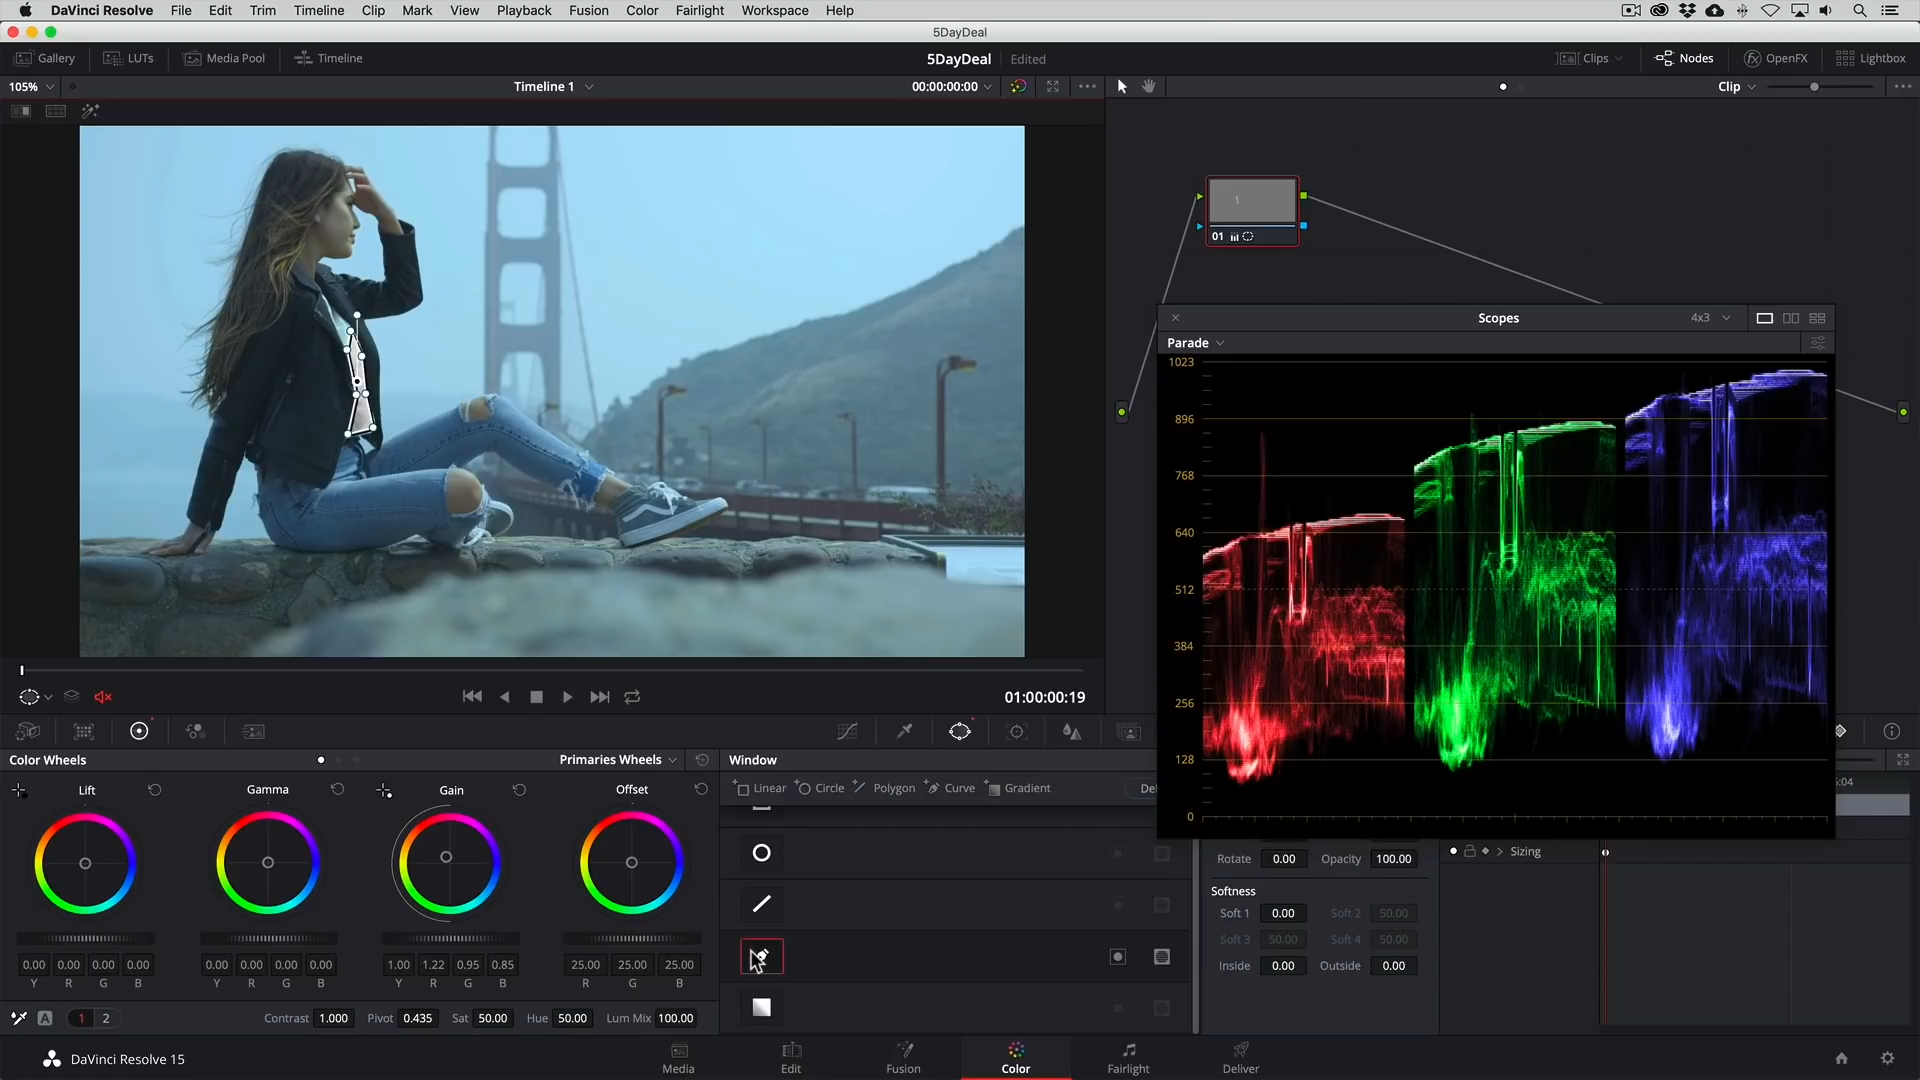 DaVinci Resolve File Edit Trim Timeline Clip Mark View Playback Fusion Color Fairlight Workspace Help
5DayDeal
Gallery LUTs Media Pool Timeline 5DayDeal Edited Clips Nodes OpenFX Lightbox
105% Timeline 1 00:00:00:00 Clip
01
Scopes 4x3
Parade
1023
896
768
640
512
384
256
128
0
01:00:00:19
Color Wheels Primaries Wheels Window
Lift Gamma Gain Offset
Linear Circle Polygon Curve Gradient Del
5:04
Rotate 0.00 Opacity 100.00 Sizing
Softness
Soft 1 0.00 Soft 2 50.00
Soft 3 50.00 Soft 4 50.00
Inside 0.00 Outside 0.00
0.00 0.00 0.00 0.00 0.00 0.00 0.00 0.00 1.00 1.22 0.95 0.85 25.00 25.00 25.00
Y R G B Y R G B Y R G B R G B
A 1 2 Contrast 1.000 Pivot 0.435 Sat 50.00 Hue 50.00 Lum Mix 100.00
DaVinci Resolve 15 Media Edit Fusion Color Fairlight Deliver